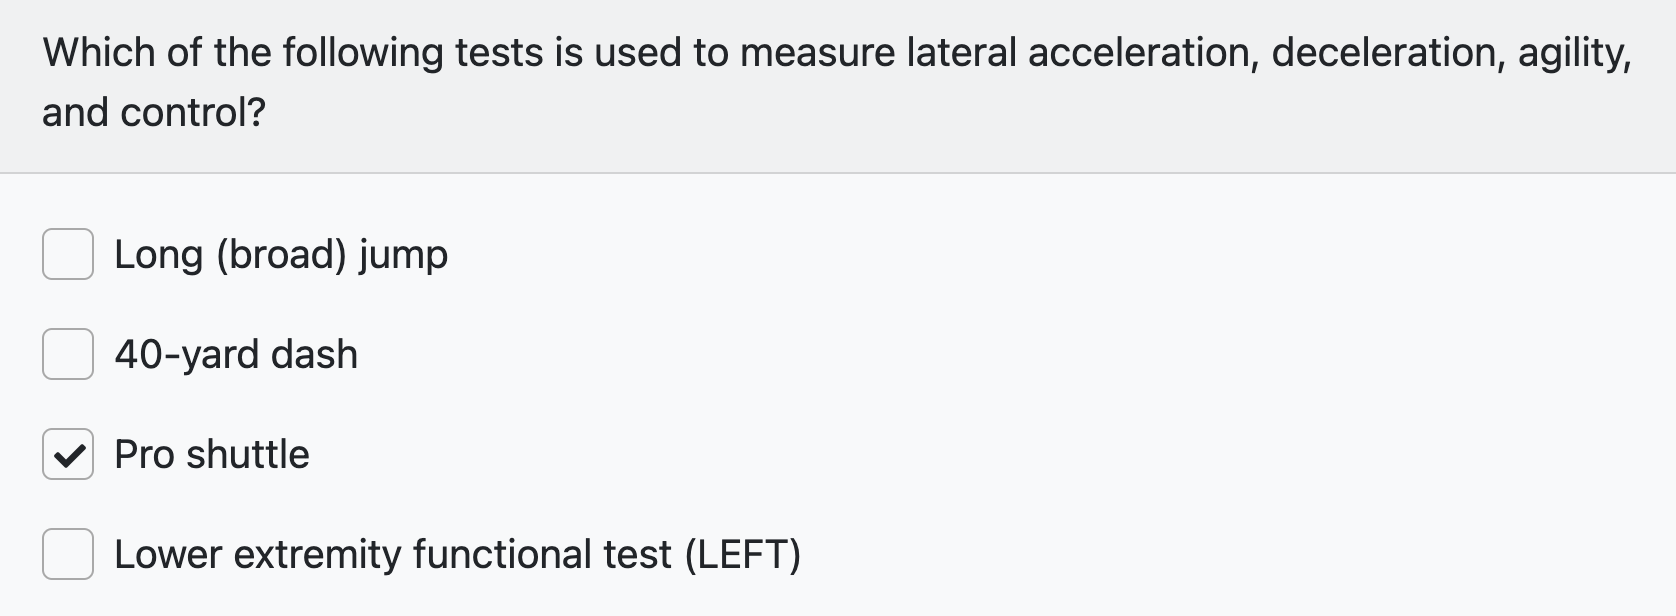 Which of the following tests is used to measure lateral acceleration, deceleration, agility,
and control?
Long (broad) jump
40-yard dash
Pro shuttle
Lower extremity functional test (LEFT)